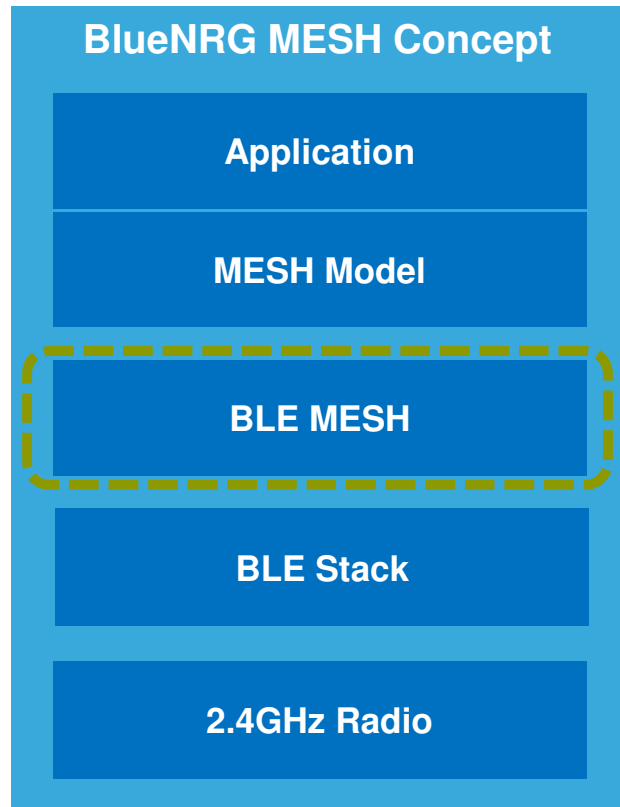 BlueNRG MESH Concept
Application
MESH Model
BLE MESH
BLE Stack
2.4GHz Radio